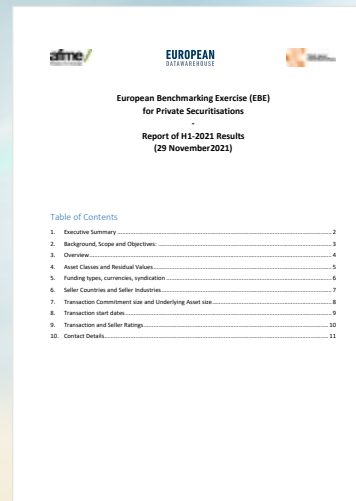 afme/
EUROPEAN
DATAWAREHOUSE
European Benchmarking Exercise (EBE)
for Private Securitisations
-
Report of H1-2021 Results
(29 November2021)
Table of Contents
1. Executive Summary 2
2. Background, Scope and Objectives: 3
3. Overview 4
4. Asset Classes and Residual Values 5
5. Funding types, currencies, syndication 6
6. Seller Countries and Seller Industries 7
7. Transaction Commitment size and Underlying Asset size 8
8. Transaction start dates 9
9. Transaction and Seller Ratings 10
10. Contact Details 11